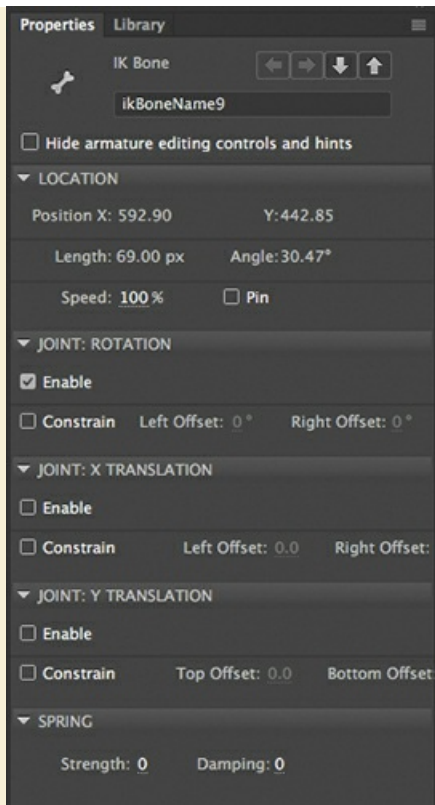 Properties Library
IK Bone
ikBoneName9
Hide armature editing controls and hints
LOCATION
Position X: 592.90 Y:442.85
Length: 69.00 px Angle:30.47°
Speed: 100 % Pin
JOINT: ROTATION
Enable
Constrain Left Offset: 0 ° Right Offset: 0 °
JOINT: X TRANSLATION
Enable
Constrain Left Offset: 0.0 Right Offset:
JOINT: Y TRANSLATION
Enable
Constrain Top Offset: 0.0 Bottom Offset
SPRING
Strength: 0 Damping: 0